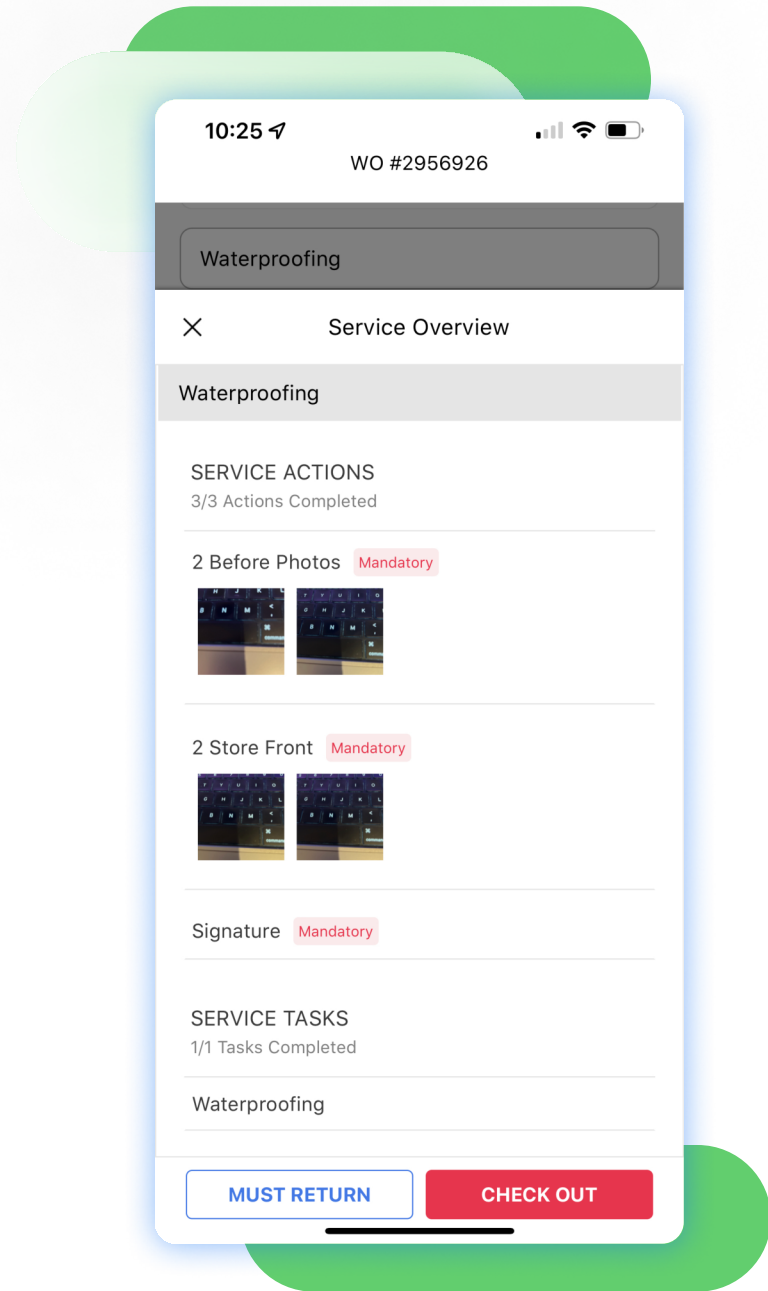 10:25
WO #2956926
Waterproofing
Service Overview
Waterproofing
SERVICE ACTIONS
3/3 Actions Completed
2 Before Photos Mandatory
H J K L
B N M <
,
⌘
T Y U I O
G H J K
B N M <
,
⌘
2 Store Front Mandatory
T Y U I O
G H J K L
B N M <
,
⌘
T Y U I O
G H J K L
B N M <
,
⌘
Signature Mandatory
SERVICE TASKS
1/1 Tasks Completed
Waterproofing
MUST RETURN CHECK OUT